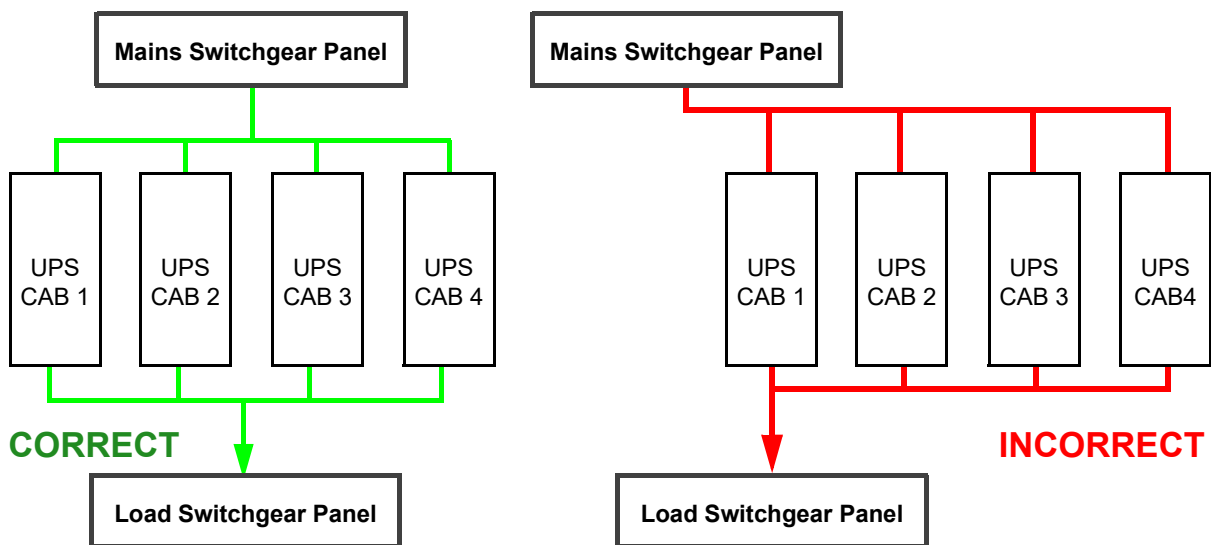 Mains Switchgear Panel
Mains Switchgear Panel
UPS
CAB 1
UPS
CAB 2
UPS
CAB 3
UPS
CAB 4
UPS
CAB 1
UPS
CAB 2
UPS
CAB 3
UPS
CAB4
CORRECT
INCORRECT
Load Switchgear Panel
Load Switchgear Panel